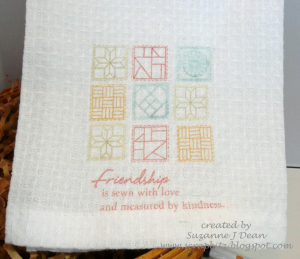 Friendship
is sewn with love
and measured by kindness.
created by
Suzanne J Dean